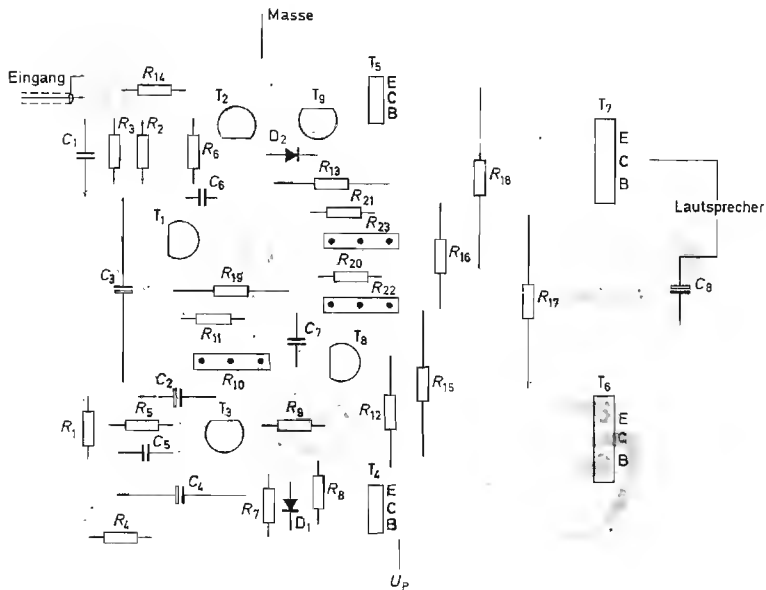 Masse
Eingang
R14
T5
E
C
B
T2
T9
T7
E
C
B
C1
R3
R2
R6
D2
R13
R18
C6
R21
Lautsprecher
T1
R23
R16
C3
R19
R20
C8
R22
R17
R11
C7
T8
R10
R15
C2
T6
E
C
B
R1
R5
T3
R9
R12
C5
C4
R7
D1
R8
T4
E
C
B
R4
UP